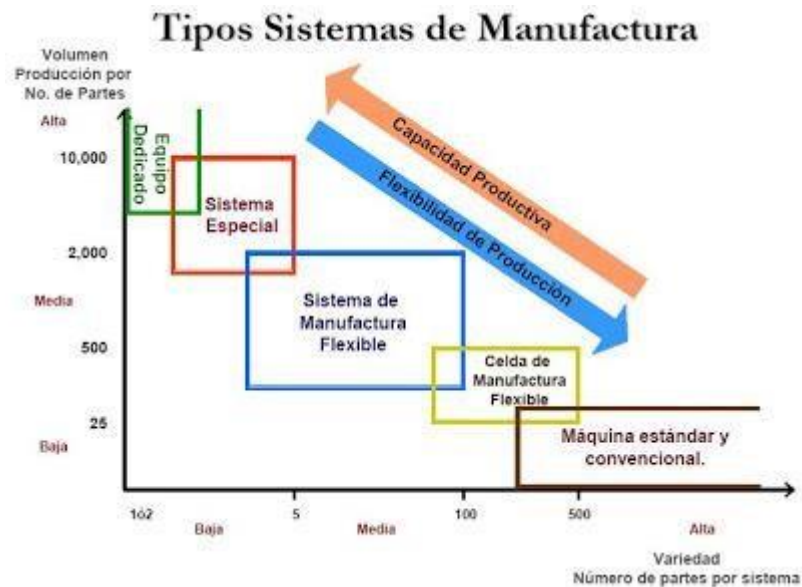 Tipos Sistemas de Manufactura
Volumen
Producción por
No. de Partes
Alta
10,000
2,000
Media
500
25
Baja
Equipo
Dedicado
Sistema
Especial
Sistema de
Manufactura
Flexible
Celda de
Manufactura
Flexible
Máquina estándar y
convencional.
Capacidad Productiva
Flexibilidad de Producción
1ó2
Baja
5
Media
100
500
Alta
Variedad
Número de partes por sistema